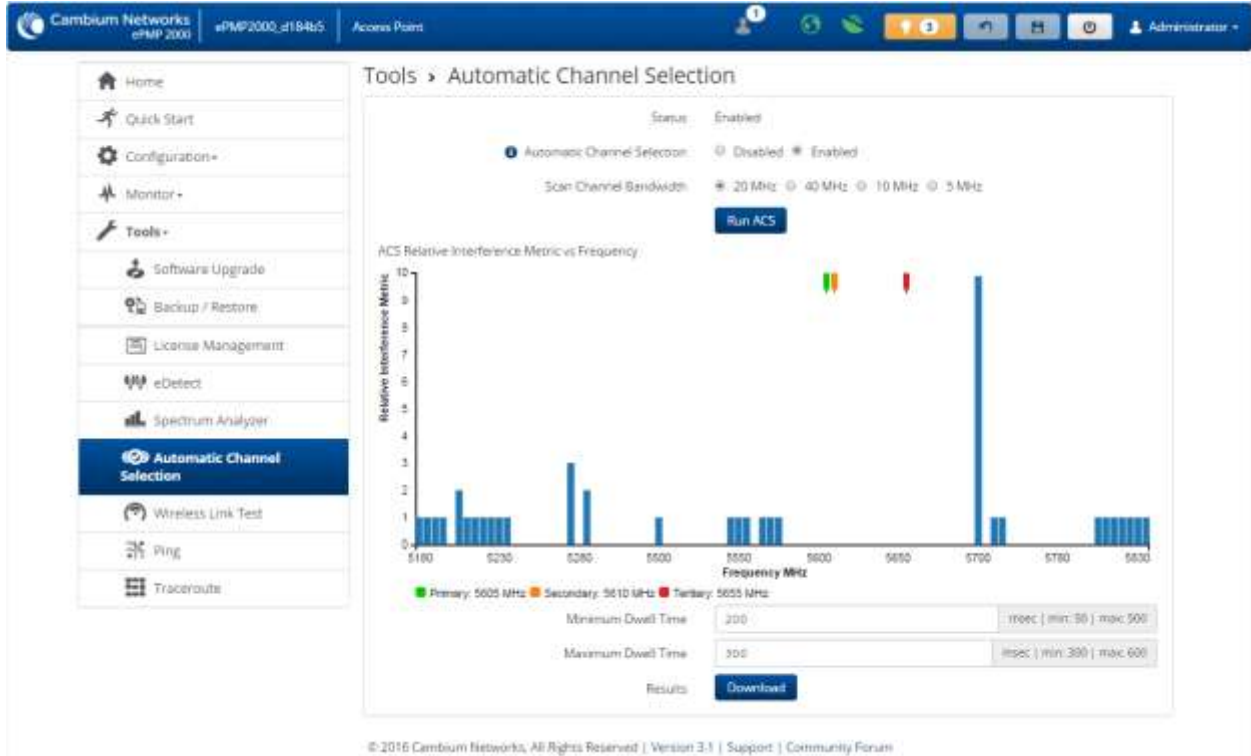 Cambium Networks
ePMP 2000
ePMP2000_d184b5
Access Point
1
3
Administrator
Home
Quick Start
Configuration
Monitor
Tools
Software Upgrade
Backup / Restore
License Management
eDetect
Spectrum Analyzer
Automatic Channel
Selection
Wireless Link Test
Ping
Traceroute
Tools › Automatic Channel Selection
Status Enabled
Automatic Channel Selection Disabled Enabled
Scan Channel Bandwidth 20 MHz 40 MHz 10 MHz 5 MHz
Run ACS
ACS Relative Interference Metric vs Frequency
Relative Interference Metric
10
9
8
7
6
5
4
3
2
1
0
5180 5230 5280 5500 5550 5600 5650 5700 5780 5830
Frequency MHz
Primary: 5605 MHz Secondary: 5610 MHz Tertiary: 5655 MHz
Minimum Dwell Time 200 msec | min: 50 | max: 500
Maximum Dwell Time 300 msec | min: 300 | max: 600
Results Download
© 2016 Cambium Networks, All Rights Reserved | Version 3.1 | Support | Community Forum